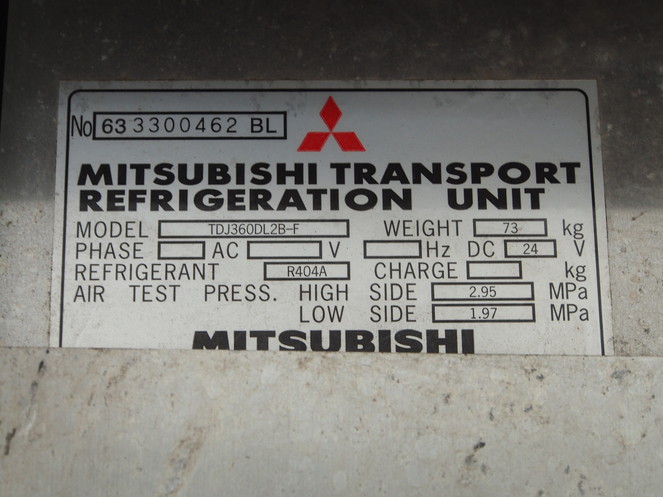 No 63 3300462 BL
MITSUBISHI TRANSPORT
REFRIGERATION UNIT
MODEL TDJ360DL2B-F WEIGHT 73 kg
PHASE AC V Hz DC 24 V
REFRIGERANT R404A CHARGE kg
AIR TEST PRESS. HIGH SIDE 2.95 MPa
LOW SIDE 1.97 MPa
MITSUBISHI